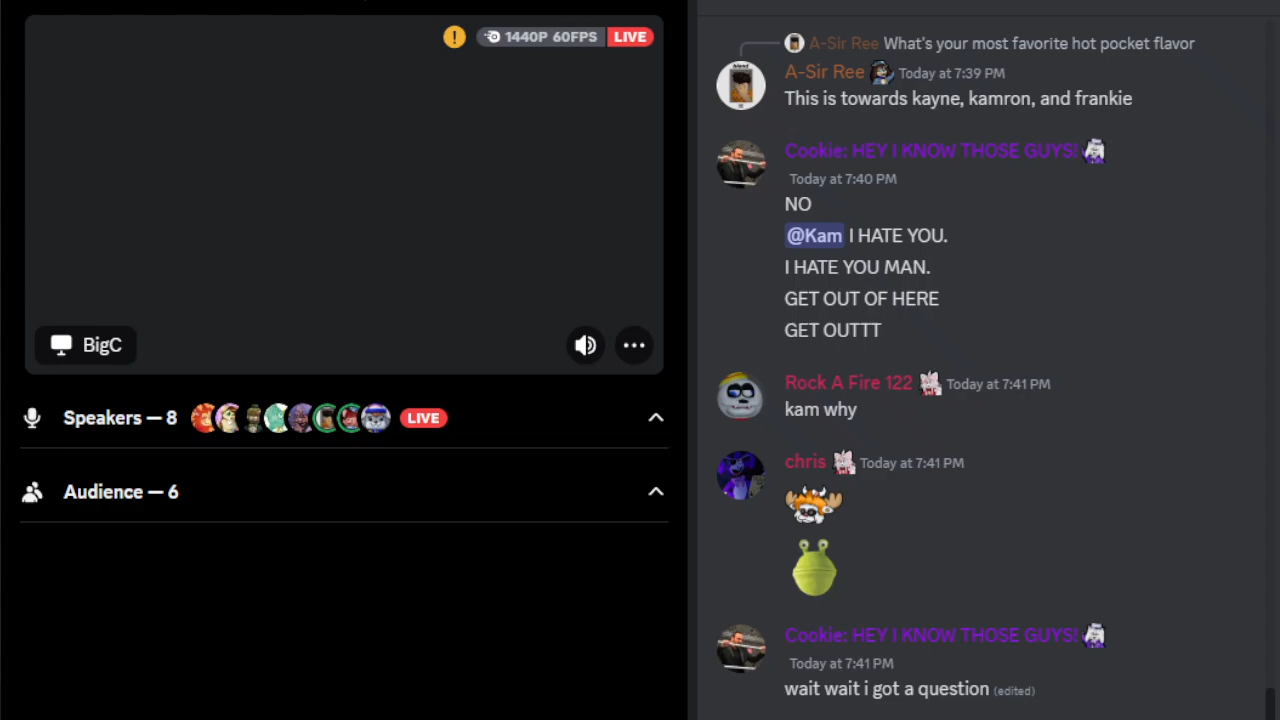 1440P 60FPS LIVE
BigC
Speakers — 8 LIVE
Audience — 6
A-Sir Ree What's your most favorite hot pocket flavor
A-Sir Ree Today at 7:39 PM
This is towards kayne, kamron, and frankie
Cookie: HEY I KNOW THOSE GUYS!
Today at 7:40 PM
NO
@Kam I HATE YOU.
I HATE YOU MAN.
GET OUT OF HERE
GET OUTTT
Rock A Fire 122 Today at 7:41 PM
kam why
chris Today at 7:41 PM
Cookie: HEY I KNOW THOSE GUYS!
Today at 7:41 PM
wait wait i got a question (edited)